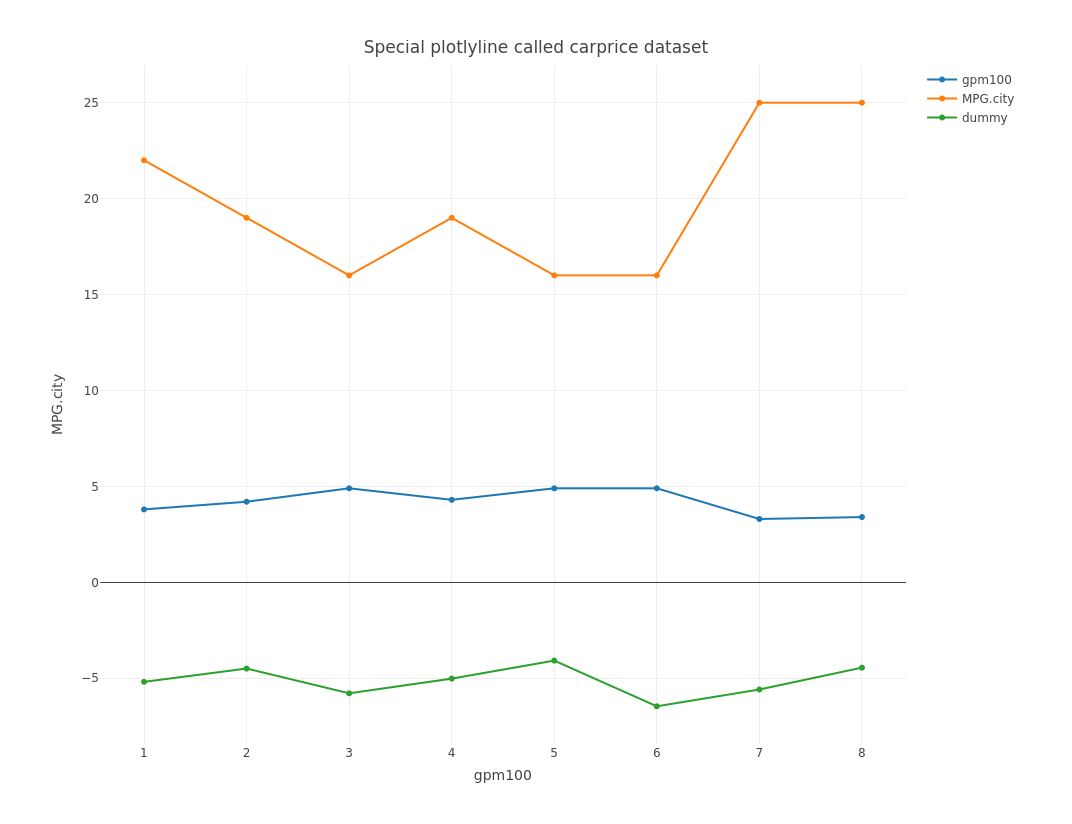 Special plotlyline called carprice dataset
gpm100
MPG.city
dummy
25
20
15
10
5
0
−5
MPG.city
1 2 3 4 5 6 7 8
gpm100